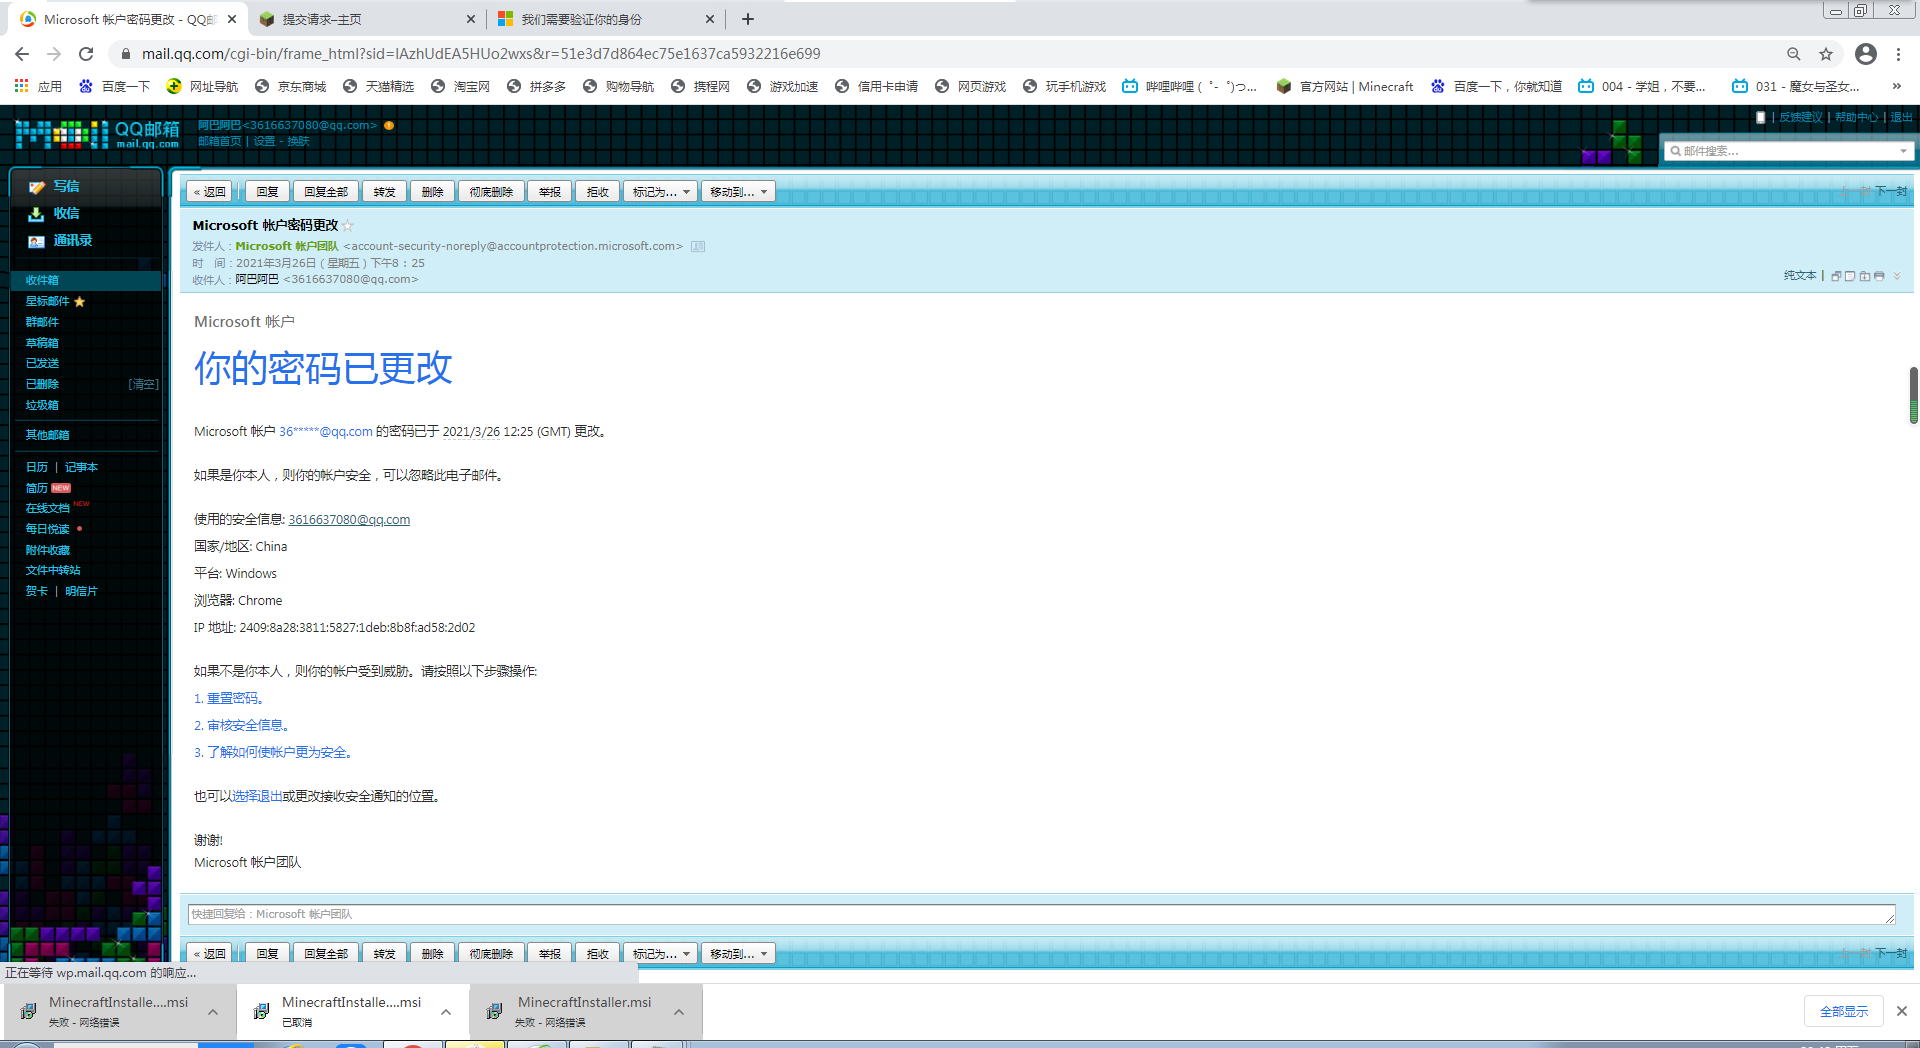 Microsoft 帐户密码更改 - QQ邮
提交请求–主页
我们需要验证你的身份
mail.qq.com/cgi-bin/frame_html?sid=lAzhUdEA5HUo2wxs&r=51e3d7d864ec75e1637ca5932216e699
应用 百度一下 网址导航 京东商城 天猫精选 淘宝网 拼多多 购物导航 携程网 游戏加速 信用卡申请 网页游戏 玩手机游戏 哔哩哔哩 ( ゜- ゜)つ... 官方网站 | Minecraft 百度一下，你就知道 004 - 学姐，不要... 031 - 魔女与圣女... »
Mail QQ邮箱 mail.qq.com
阿巴阿巴<3616637080@qq.com>
邮箱首页 | 设置 - 换肤
反馈建议 | 帮助中心 | 退出
邮件搜索...
写信
收信
通讯录
收件箱
星标邮件
群邮件
草稿箱
已发送
已删除 [清空]
垃圾箱
其他邮箱
日历 | 记事本
简历 NEW
在线文档 NEW
每日悦读
附件收藏
文件中转站
贺卡 | 明信片
« 返回 回复 回复全部 转发 删除 彻底删除 举报 拒收 标记为... 移动到... 上一封 下一封
Microsoft 帐户密码更改
发件人：Microsoft 帐户团队 <account-security-noreply@accountprotection.microsoft.com>
时 间：2021年3月26日（星期五）下午8：25
收件人：阿巴阿巴 <3616637080@qq.com>
纯文本 |
Microsoft 帐户
你的密码已更改
Microsoft 帐户 36*****@qq.com 的密码已于 2021/3/26 12:25 (GMT) 更改。
如果是你本人，则你的帐户安全，可以忽略此电子邮件。
使用的安全信息: 3616637080@qq.com
国家/地区: China
平台: Windows
浏览器: Chrome
IP 地址: 2409:8a28:3811:5827:1deb:8b8f:ad58:2d02
如果不是你本人，则你的帐户受到威胁。请按照以下步骤操作:
1. 重置密码。
2. 审核安全信息。
3. 了解如何使帐户更为安全。
也可以选择退出或更改接收安全通知的位置。
谢谢!
Microsoft 帐户团队
快捷回复给：Microsoft 帐户团队
« 返回 回复 回复全部 转发 删除 彻底删除 举报 拒收 标记为... 移动到... 上一封 下一封
正在等待 wp.mail.qq.com 的响应...
MinecraftInstalle....msi
失败 - 网络错误
MinecraftInstalle....msi
已取消
MinecraftInstaller.msi
失败 - 网络错误
全部显示